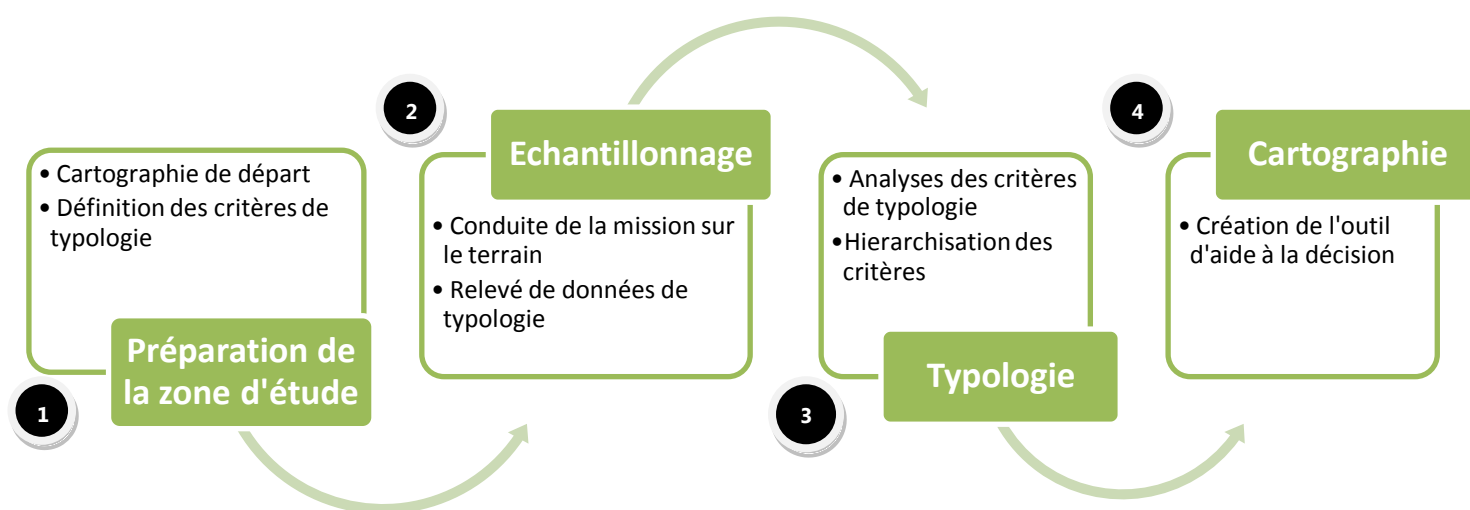 1
• Cartographie de départ
• Définition des critères de
typologie
Préparation de
la zone d'étude
2
Echantillonnage
• Conduite de la mission sur
le terrain
• Relevé de données de
typologie
3
• Analyses des critères
de typologie
•Hierarchisation des
critères
Typologie
4
Cartographie
• Création de l'outil
d'aide à la décision